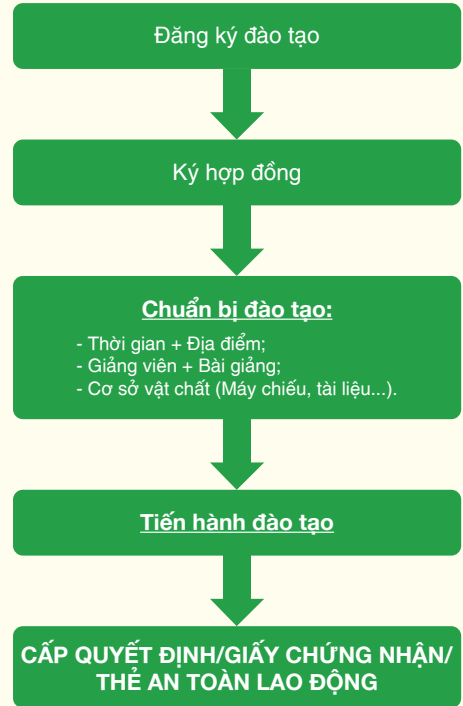 Đăng ký đào tạo
Ký hợp đồng
Chuẩn bị đào tạo:
- Thời gian + Địa điểm;
- Giảng viên + Bài giảng;
- Cơ sở vật chất (Máy chiếu, tài liệu...).
Tiến hành đào tạo
CẤP QUYẾT ĐỊNH/GIẤY CHỨNG NHẬN/
THẺ AN TOÀN LAO ĐỘNG